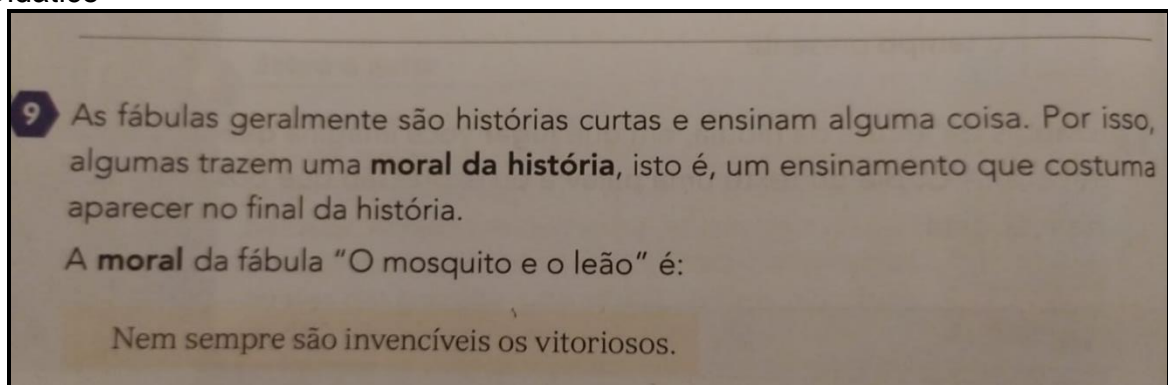 9 As fábulas geralmente são histórias curtas e ensinam alguma coisa. Por isso,
algumas trazem uma moral da história, isto é, um ensinamento que costuma
aparecer no final da história.
A moral da fábula "O mosquito e o leão" é:
Nem sempre são invencíveis os vitoriosos.